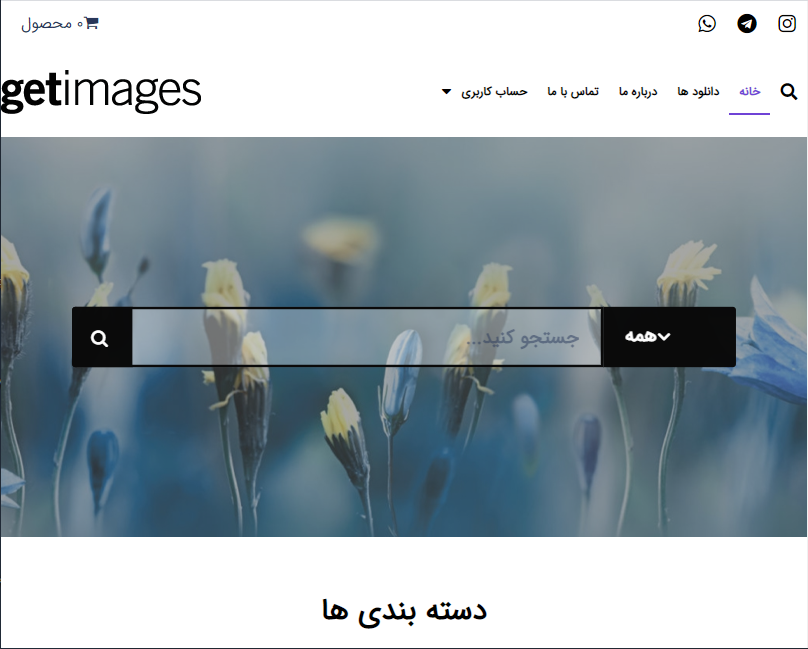 ۰ محصول
getimages
خانه دانلود ها درباره ما تماس با ما حساب کاربری
همه
جستجو کنید...
دسته بندی ها